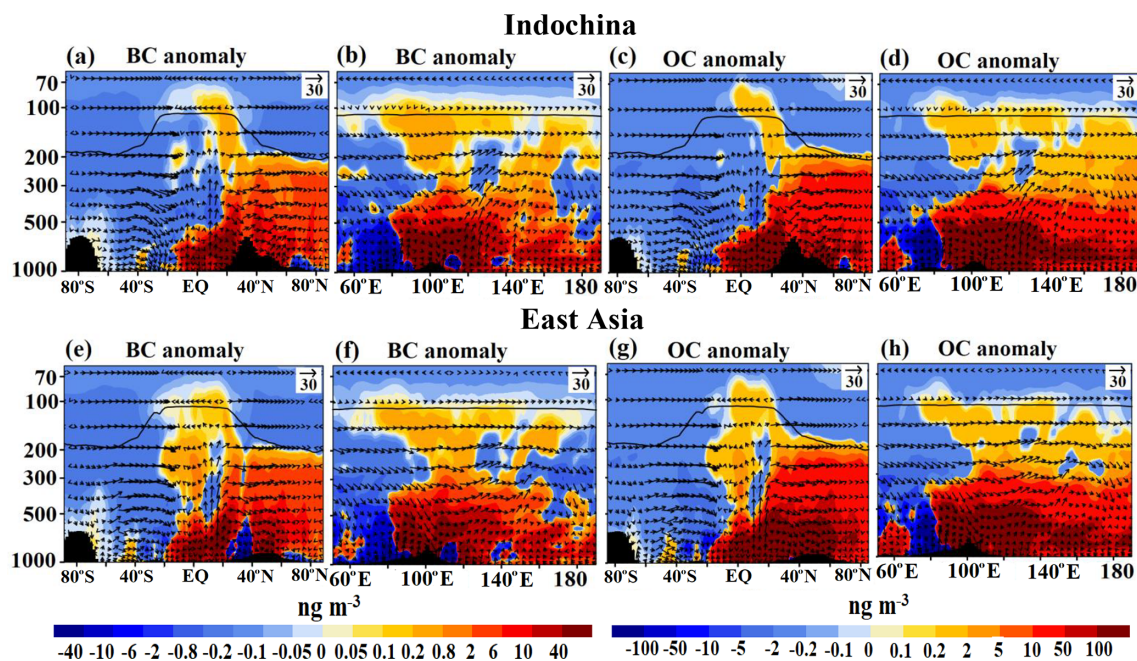 Indochina
(a) BC anomaly (b) BC anomaly (c) OC anomaly (d) OC anomaly
30 30 30 30
70
100
200
300
500
1000
80°S 40°S EQ 40°N 80°N 60°E 100°E 140°E 180 80°S 40°S EQ 40°N 80°N 60°E 100°E 140°E 180
East Asia
(e) BC anomaly (f) BC anomaly (g) OC anomaly (h) OC anomaly
30 30 30 30
70
100
200
300
500
1000
80°S 40°S EQ 40°N 80°N 60°E 100°E 140°E 180 80°S 40°S EQ 40°N 80°N 60°E 100°E 140°E 180
ng m-3 ng m-3
-40 -10 -6 -2 -0.8 -0.2 -0.1 -0.05 0 0.05 0.1 0.2 0.8 2 6 10 40 -100 -50 -10 -5 -2 -0.2 -0.1 0 0.1 0.2 2 5 10 50 100